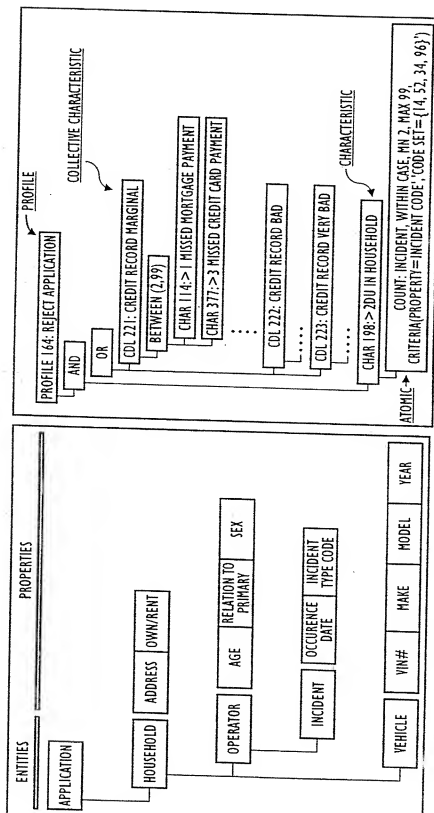 ENTITIES
PROPERTIES
APPLICATION
HOUSEHOLD
ADDRESS
OWN/RENT
OPERATOR
AGE
RELATION TO
PRIMARY
SEX
INCIDENT
OCCURENCE
DATE
INCIDENT
TYPE CODE
VEHICLE
VIN#
MAKE
MODEL
YEAR
PROFILE
PROFILE 164: REJECT APPLICATION
AND
OR
COLLECTIVE CHARACTERISTIC
CDL 221: CREDIT RECORD MARGINAL
BETWEEN (2,99)
CHAR 114:> 1 MISSED MORTGAGE PAYMENT
CHAR 377:>3 MISSED CREDIT CARD PAYMENT
CDL 222: CREDIT RECORD BAD
CDL 223: CREDIT RECORD VERY BAD
CHARACTERISTIC
CHAR 198:> 2DU IN HOUSEHOLD
ATOMIC
COUNT: INCIDENT, WITHIN CASE, MN 2, MAX 99,
CRITERIA(PROPERTY=INCIDENT CODE','CODE SET={14, 52, 34, 96}')